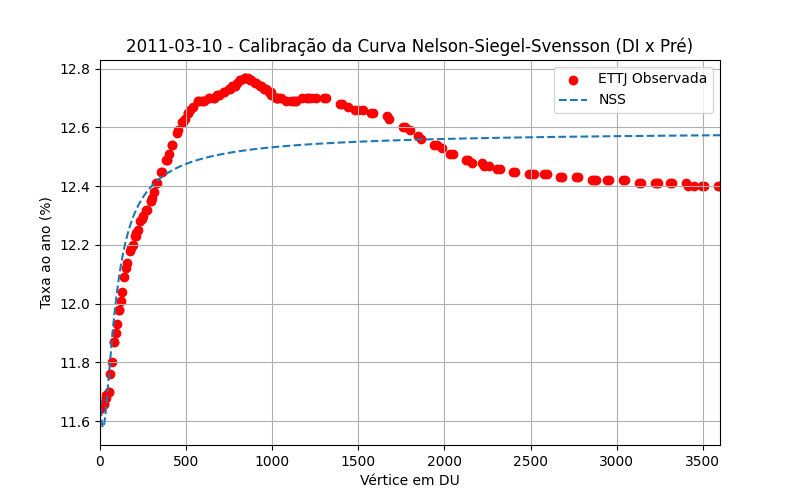 2011-03-10 - Calibração da Curva Nelson-Siegel-Svensson (DI x Pré)
ETTJ Observada
NSS
Taxa ao ano (%)
12.8
12.6
12.4
12.2
12.0
11.8
11.6
0 500 1000 1500 2000 2500 3000 3500
Vértice em DU